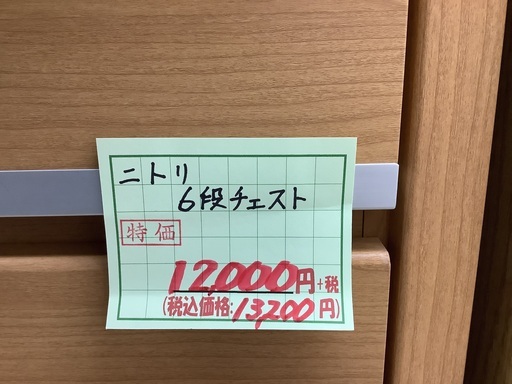 ニトリ
6段チェスト
特価
12,000円+税
(税込価格:13,200円)